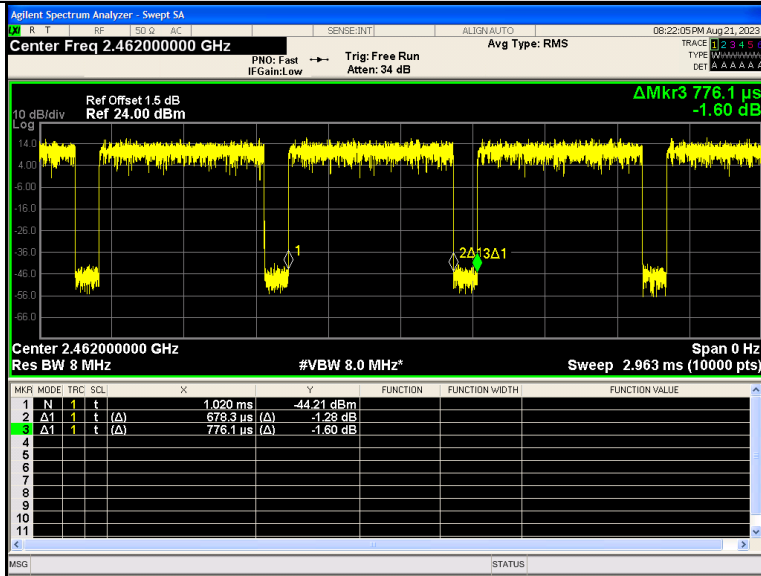 Agilent Spectrum Analyzer - Swept SA
LXI R T RF 50 Ω AC SENSE:INT ALIGN AUTO 08:22:05 PM Aug 21, 2023
Center Freq 2.462000000 GHz Avg Type: RMS TRACE 1 2 3 4 5 6
PNO: Fast Trig: Free Run TYPE WWWWWW
IFGain:Low Atten: 34 dB DET A A A A A A
ΔMkr3 776.1 µs
Ref Offset 1.5 dB
10 dB/div Ref 24.00 dBm -1.60 dB
Log
14.0
4.00
-6.00
-16.0
-26.0
-36.0
1 2Δ1 3Δ1
-46.0
-56.0
-66.0
Center 2.462000000 GHz Span 0 Hz
Res BW 8 MHz #VBW 8.0 MHz* Sweep 2.963 ms (10000 pts)
MKR MODE TRC SCL X Y FUNCTION FUNCTION WIDTH FUNCTION VALUE
1 N 1 t 1.020 ms -44.21 dBm
2 Δ1 1 t (Δ) 678.3 µs (Δ) -1.28 dB
3 Δ1 1 t (Δ) 776.1 µs (Δ) -1.60 dB
4
5
6
7
8
9
10
11
MSG STATUS